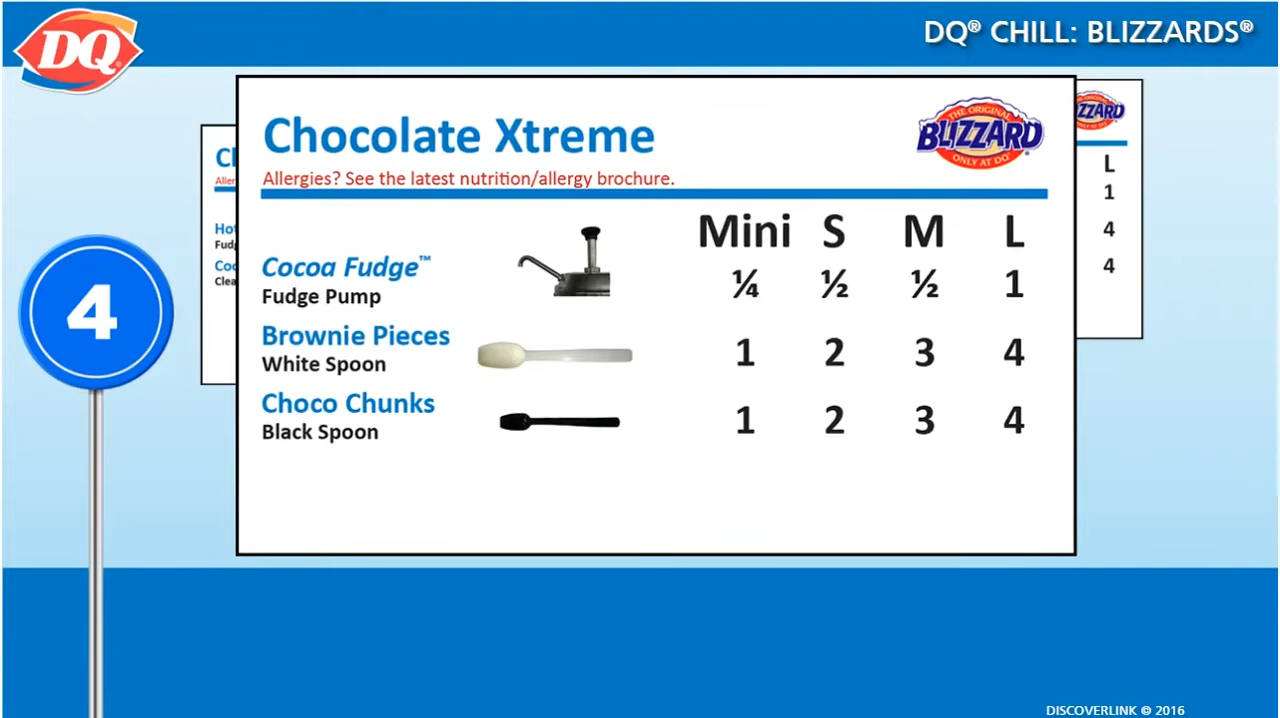 DQ
DQ® CHILL: BLIZZARDS®
Chocolate Xtreme
Allergies? See the latest nutrition/allergy brochure.
THE ORIGINAL
BLIZZARD®
ONLY AT DQ®
Mini S M L
Cocoa Fudge™
Fudge Pump
¼ ½ ½ 1
Brownie Pieces
White Spoon
1 2 3 4
Choco Chunks
Black Spoon
1 2 3 4
4
L
1
4
4
DISCOVERLINK © 2016